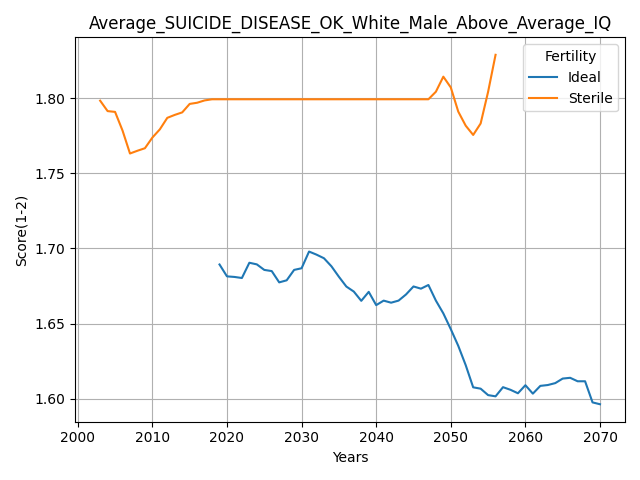 Average_SUICIDE_DISEASE_OK_White_Male_Above_Average_IQ
Fertility
Ideal
Sterile
Score(1-2)
1.80
1.75
1.70
1.65
1.60
2000 2010 2020 2030 2040 2050 2060 2070
Years